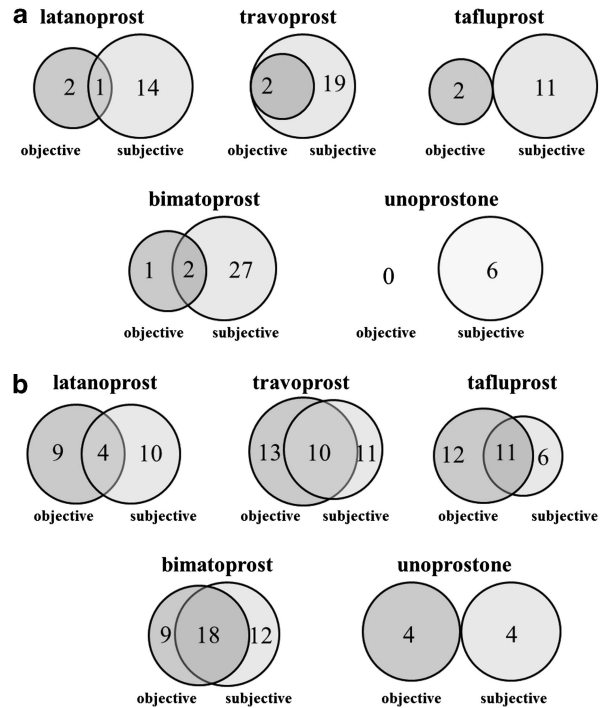 a latanoprost travoprost tafluprost
2 1 14 2 19 2 11
objective subjective objective subjective objective subjective
bimatoprost unoprostone
1 2 27 0 6
objective subjective objective subjective
b latanoprost travoprost tafluprost
9 4 10 13 10 11 12 11 6
objective subjective objective subjective objective subjective
bimatoprost unoprostone
9 18 12 4 4
objective subjective objective subjective